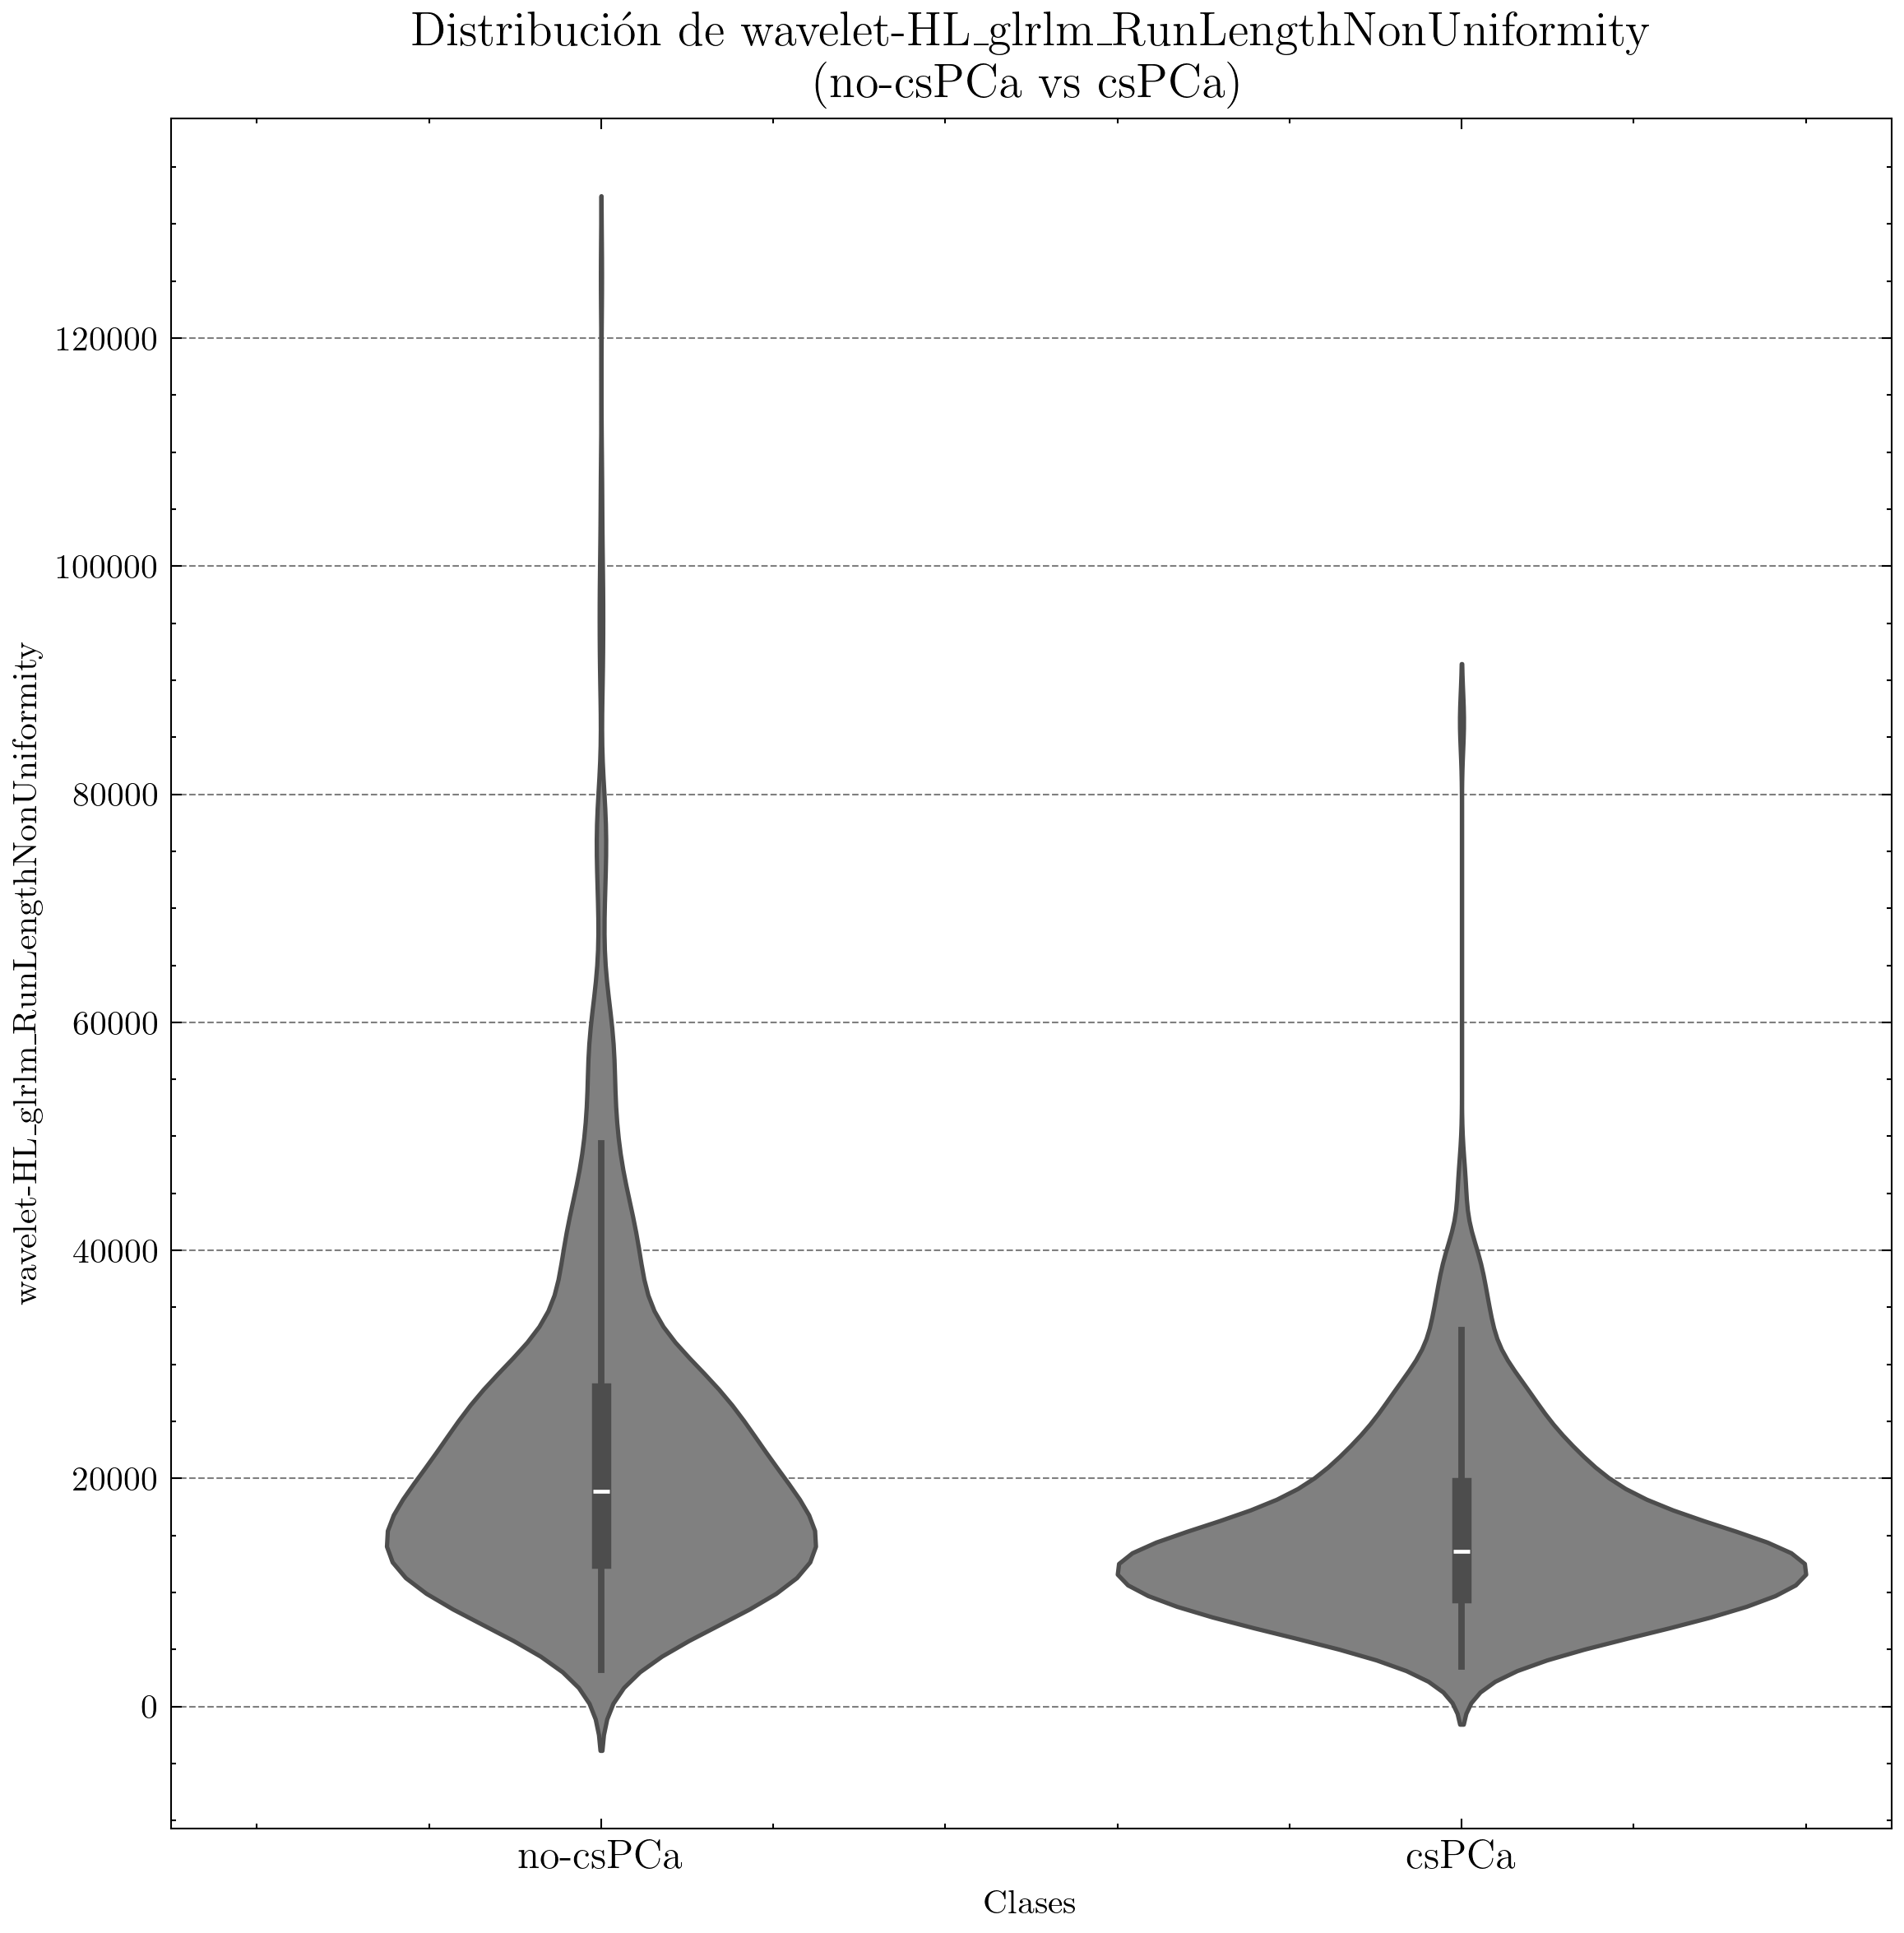 Distribución de wavelet-HL_glrlm_RunLengthNonUniformity
(no-csPCa vs csPCa)
wavelet-HL_glrlm_RunLengthNonUniformity
120000
100000
80000
60000
40000
20000
0
no-csPCa
csPCa
Clases